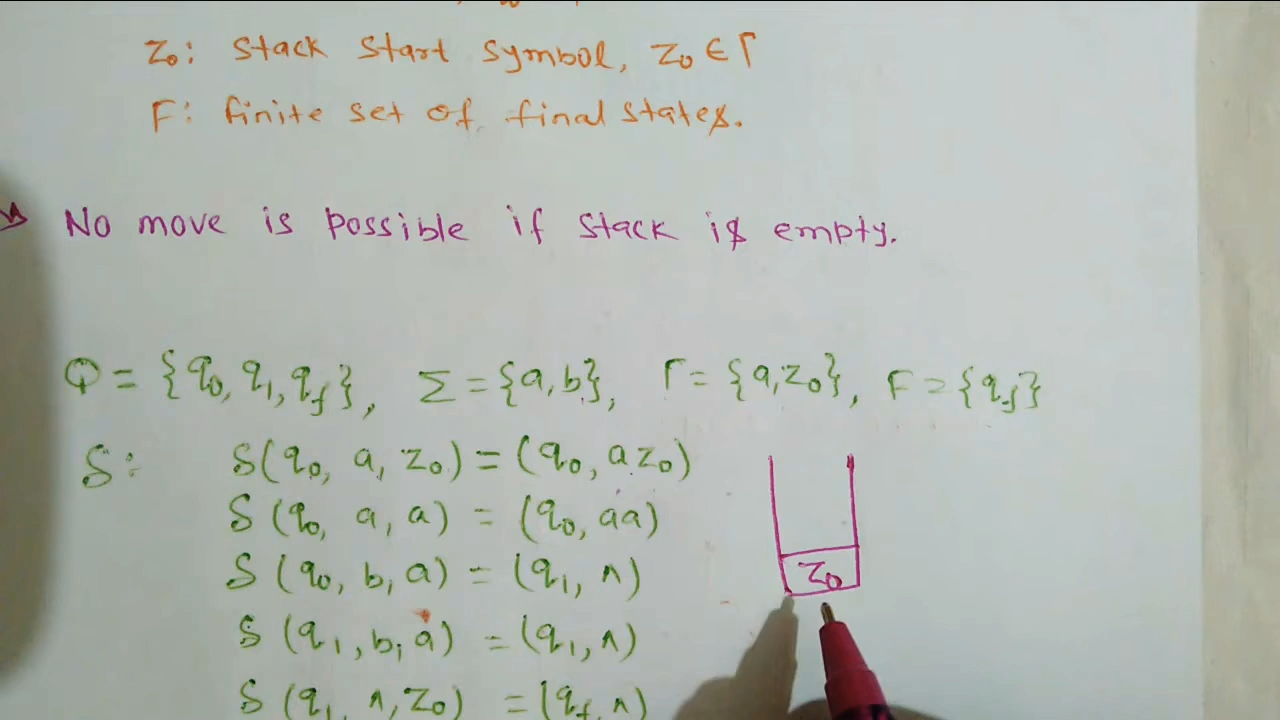 Z₀: Stack Start Symbol, Z₀ ∈ Γ
F: finite set of final states.
No move is possible if stack is empty.
Q = {q₀, q₁, q_f}, Σ = {a, b}, Γ = {a, z₀}, F = {q_f}
δ: δ(q₀, a, z₀) = (q₀, a z₀)
δ(q₀, a, a) = (q₀, aa)
δ(q₀, b, a) = (q₁, ∧)
Z₀
δ(q₁, b, a) = (q₁, ∧)
δ(q₁, ∧, z₀) = (q_f, ∧)